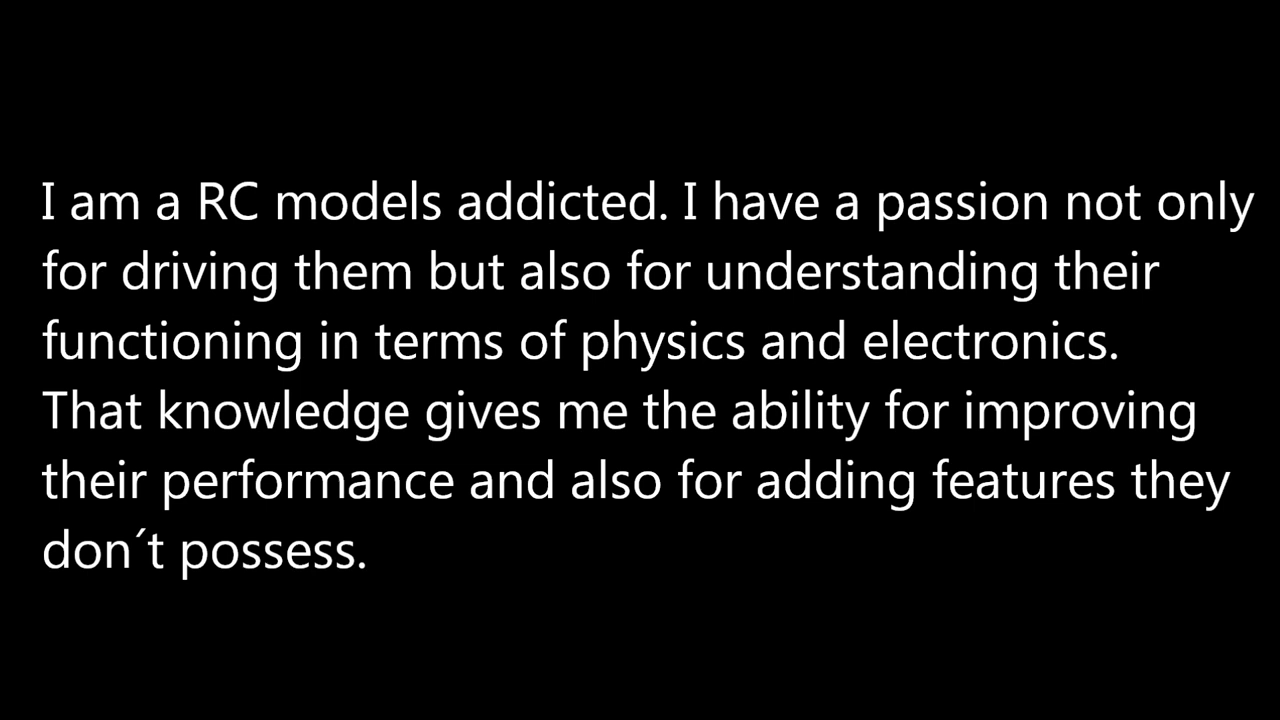 I am a RC models addicted. I have a passion not only
for driving them but also for understanding their
functioning in terms of physics and electronics.
That knowledge gives me the ability for improving
their performance and also for adding features they
don´t possess.